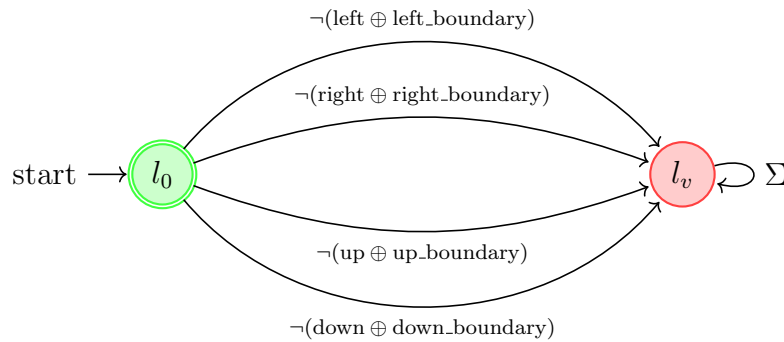 ¬(left ⊕ left_boundary)
¬(right ⊕ right_boundary)
start
l₀
lᵥ
Σ
¬(up ⊕ up_boundary)
¬(down ⊕ down_boundary)